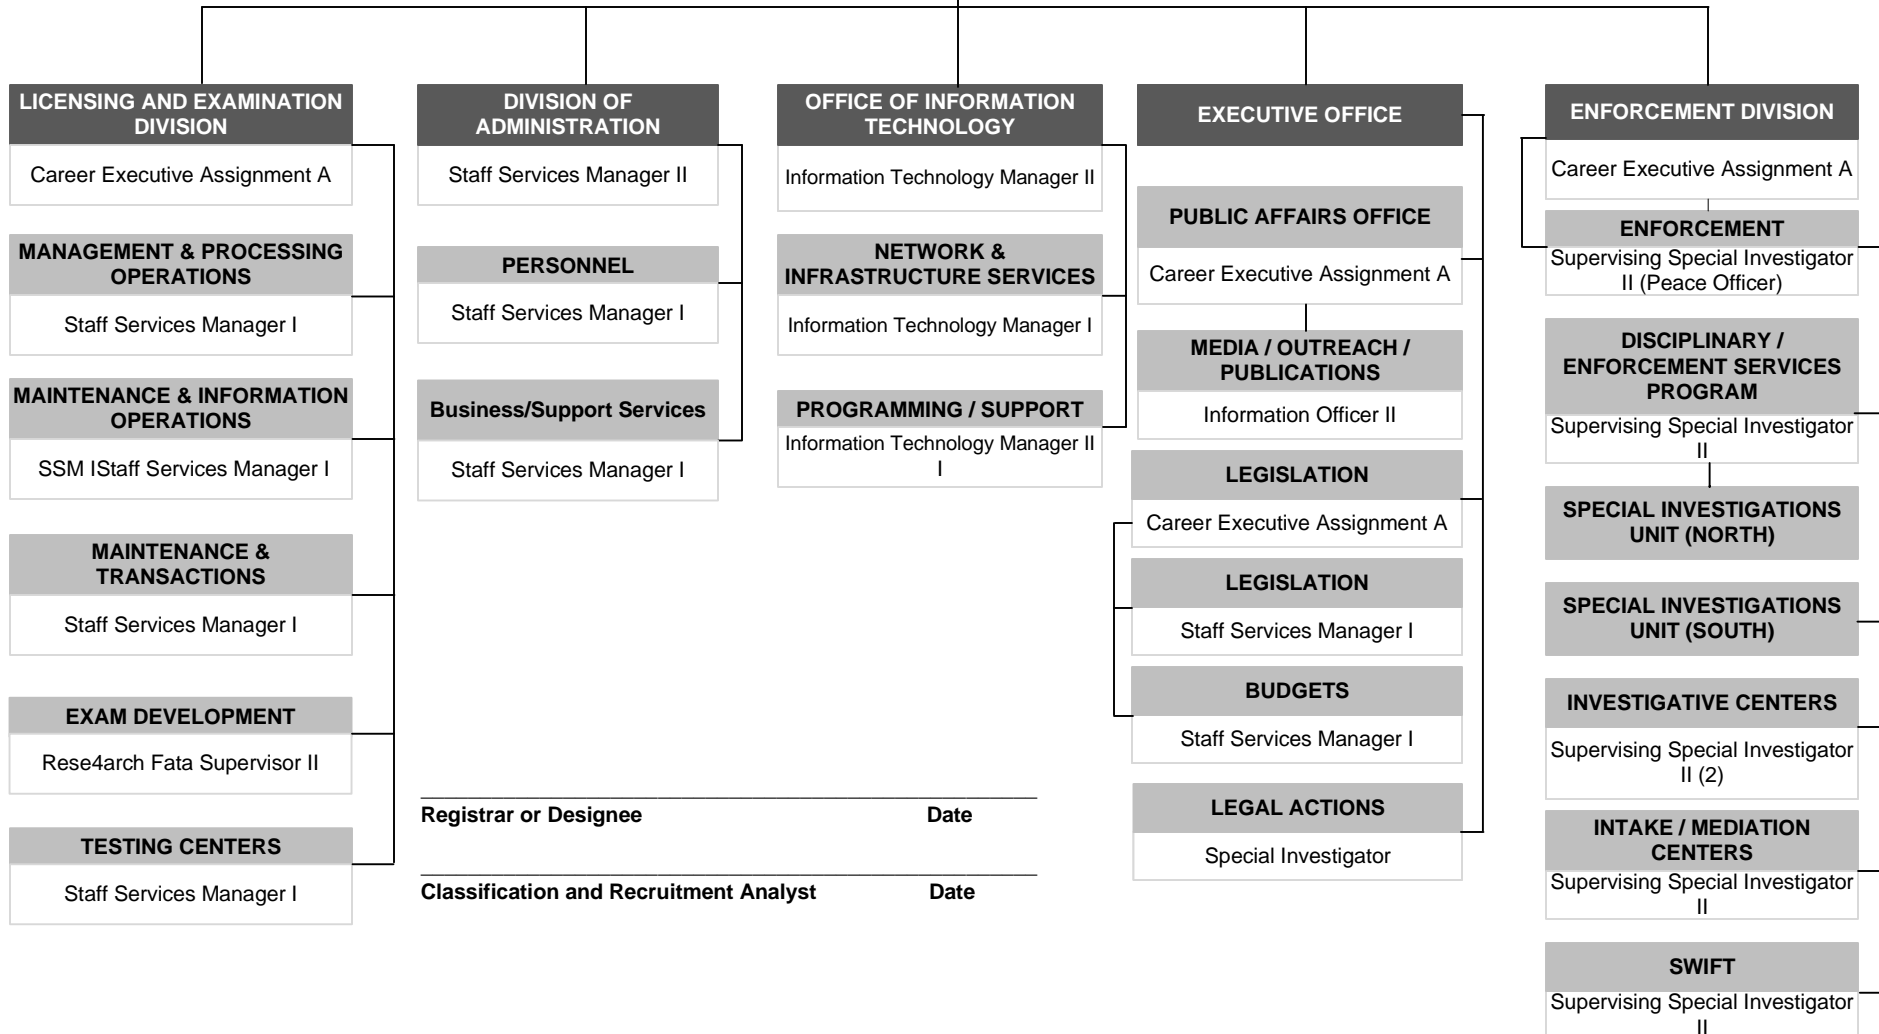 LICENSING AND EXAMINATION
DIVISION
Career Executive Assignment A
MANAGEMENT & PROCESSING
OPERATIONS
Staff Services Manager I
MAINTENANCE & INFORMATION
OPERATIONS
SSM IStaff Services Manager I
MAINTENANCE &
TRANSACTIONS
Staff Services Manager I
EXAM DEVELOPMENT
Rese4arch Fata Supervisor II
TESTING CENTERS
Staff Services Manager I
DIVISION OF
ADMINISTRATION
Staff Services Manager II
PERSONNEL
Staff Services Manager I
Business/Support Services
Staff Services Manager I
OFFICE OF INFORMATION
TECHNOLOGY
Information Technology Manager II
NETWORK &
INFRASTRUCTURE SERVICES
Information Technology Manager I
PROGRAMMING / SUPPORT
Information Technology Manager II
I
EXECUTIVE OFFICE
PUBLIC AFFAIRS OFFICE
Career Executive Assignment A
MEDIA / OUTREACH /
PUBLICATIONS
Information Officer II
LEGISLATION
Career Executive Assignment A
LEGISLATION
Staff Services Manager I
BUDGETS
Staff Services Manager I
LEGAL ACTIONS
Special Investigator
ENFORCEMENT DIVISION
Career Executive Assignment A
ENFORCEMENT
Supervising Special Investigator
II (Peace Officer)
DISCIPLINARY /
ENFORCEMENT SERVICES
PROGRAM
Supervising Special Investigator
II
SPECIAL INVESTIGATIONS
UNIT (NORTH)
SPECIAL INVESTIGATIONS
UNIT (SOUTH)
INVESTIGATIVE CENTERS
Supervising Special Investigator
II (2)
INTAKE / MEDIATION
CENTERS
Supervising Special Investigator
II
SWIFT
Supervising Special Investigator
II
Registrar or Designee Date
Classification and Recruitment Analyst Date